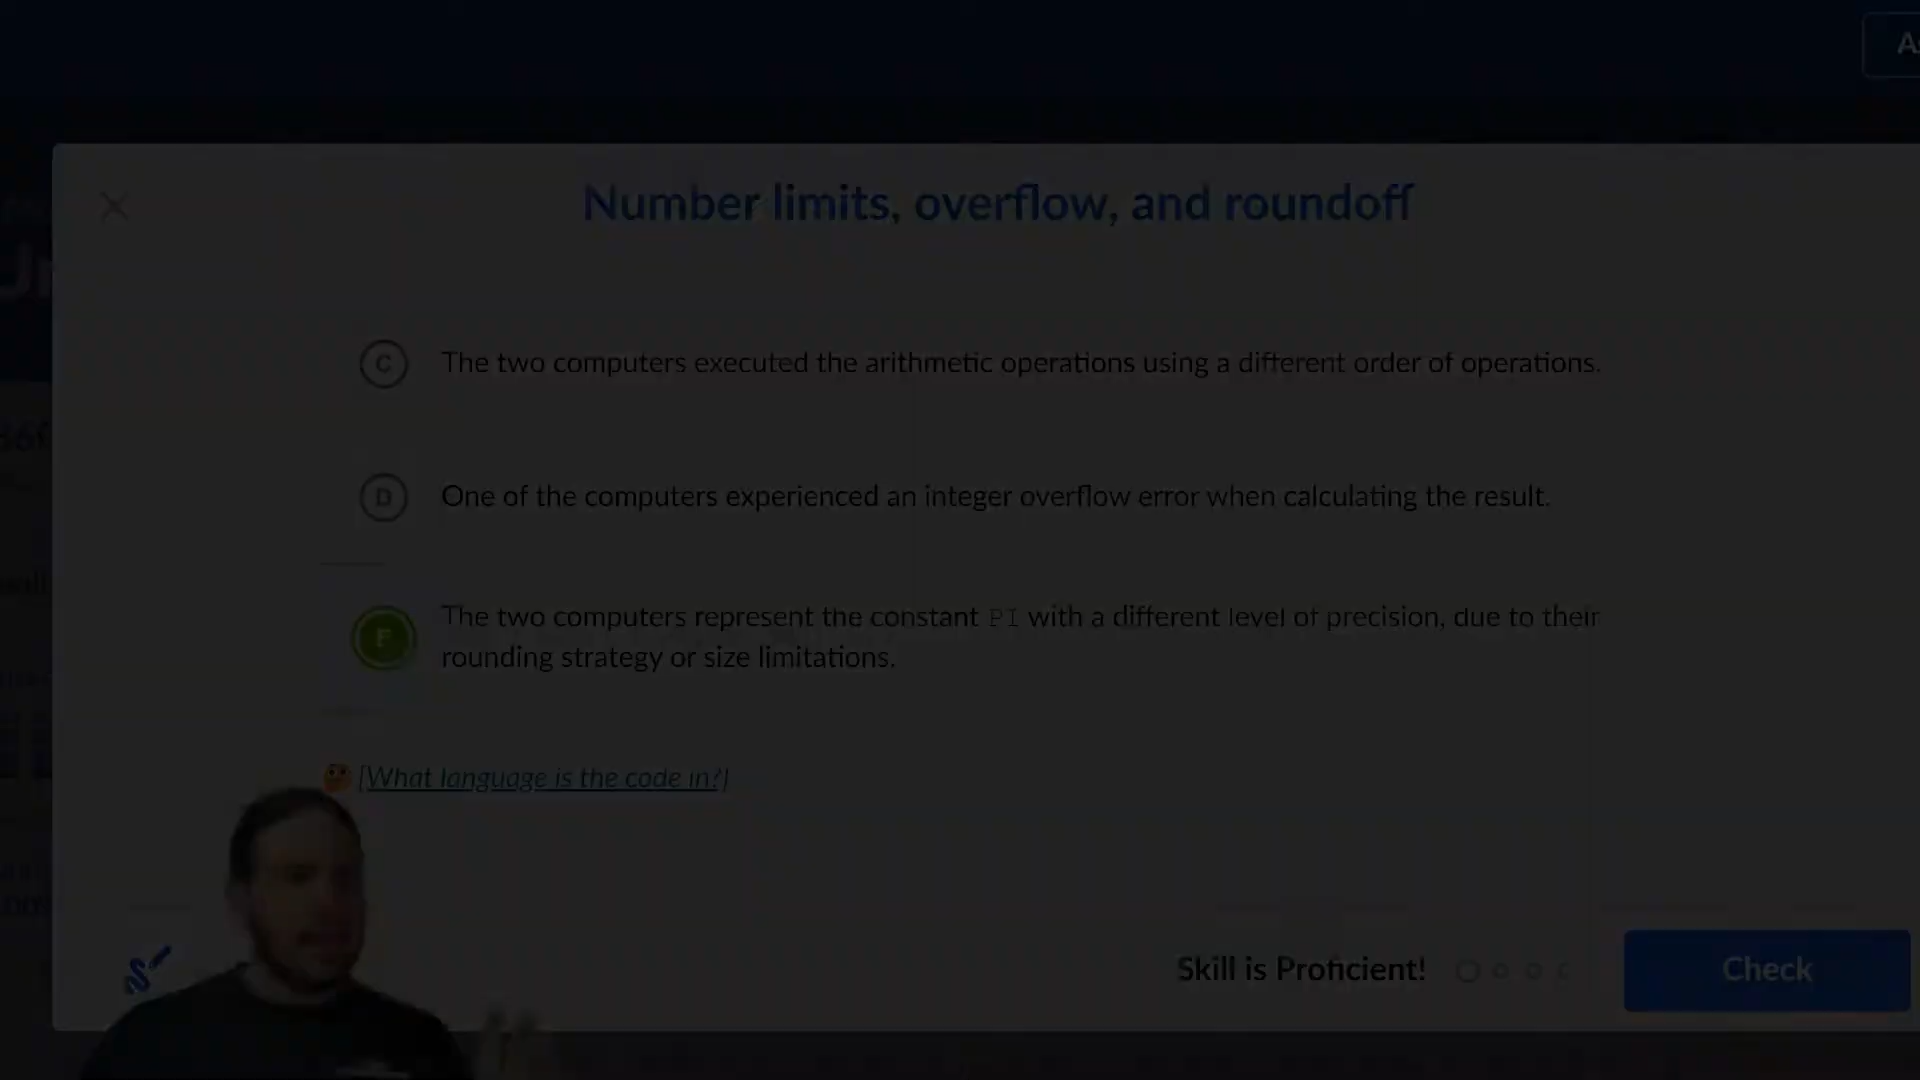 Number limits, overflow, and roundoff
C The two computers executed the arithmetic operations using a different order of operations.
D One of the computers experienced an integer overflow error when calculating the result.
The two computers represent the constant PI with a different level of precision, due to their
rounding strategy or size limitations.
[What language is the code in?]
Skill is Proficient!
Check